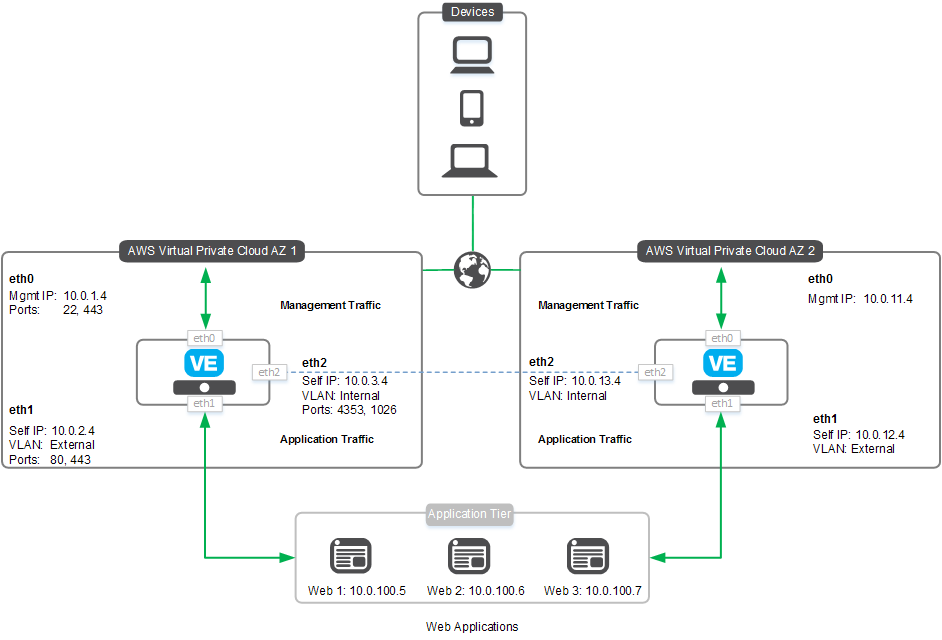 Devices
AWS Virtual Private Cloud AZ 1
eth0
Mgmt IP: 10.0.1.4
Ports: 22, 443
Management Traffic
eth0
VE
eth2
eth1
eth2
Self IP: 10.0.3.4
VLAN: Internal
Ports: 4353, 1026
eth1
Self IP: 10.0.2.4
VLAN: External
Ports: 80, 443
Application Traffic
AWS Virtual Private Cloud AZ 2
eth0
Mgmt IP: 10.0.11.4
Management Traffic
eth0
VE
eth2
eth1
eth2
Self IP: 10.0.13.4
VLAN: Internal
Application Traffic
eth1
Self IP: 10.0.12.4
VLAN: External
Application Tier
Web 1: 10.0.100.5
Web 2: 10.0.100.6
Web 3: 10.0.100.7
Web Applications